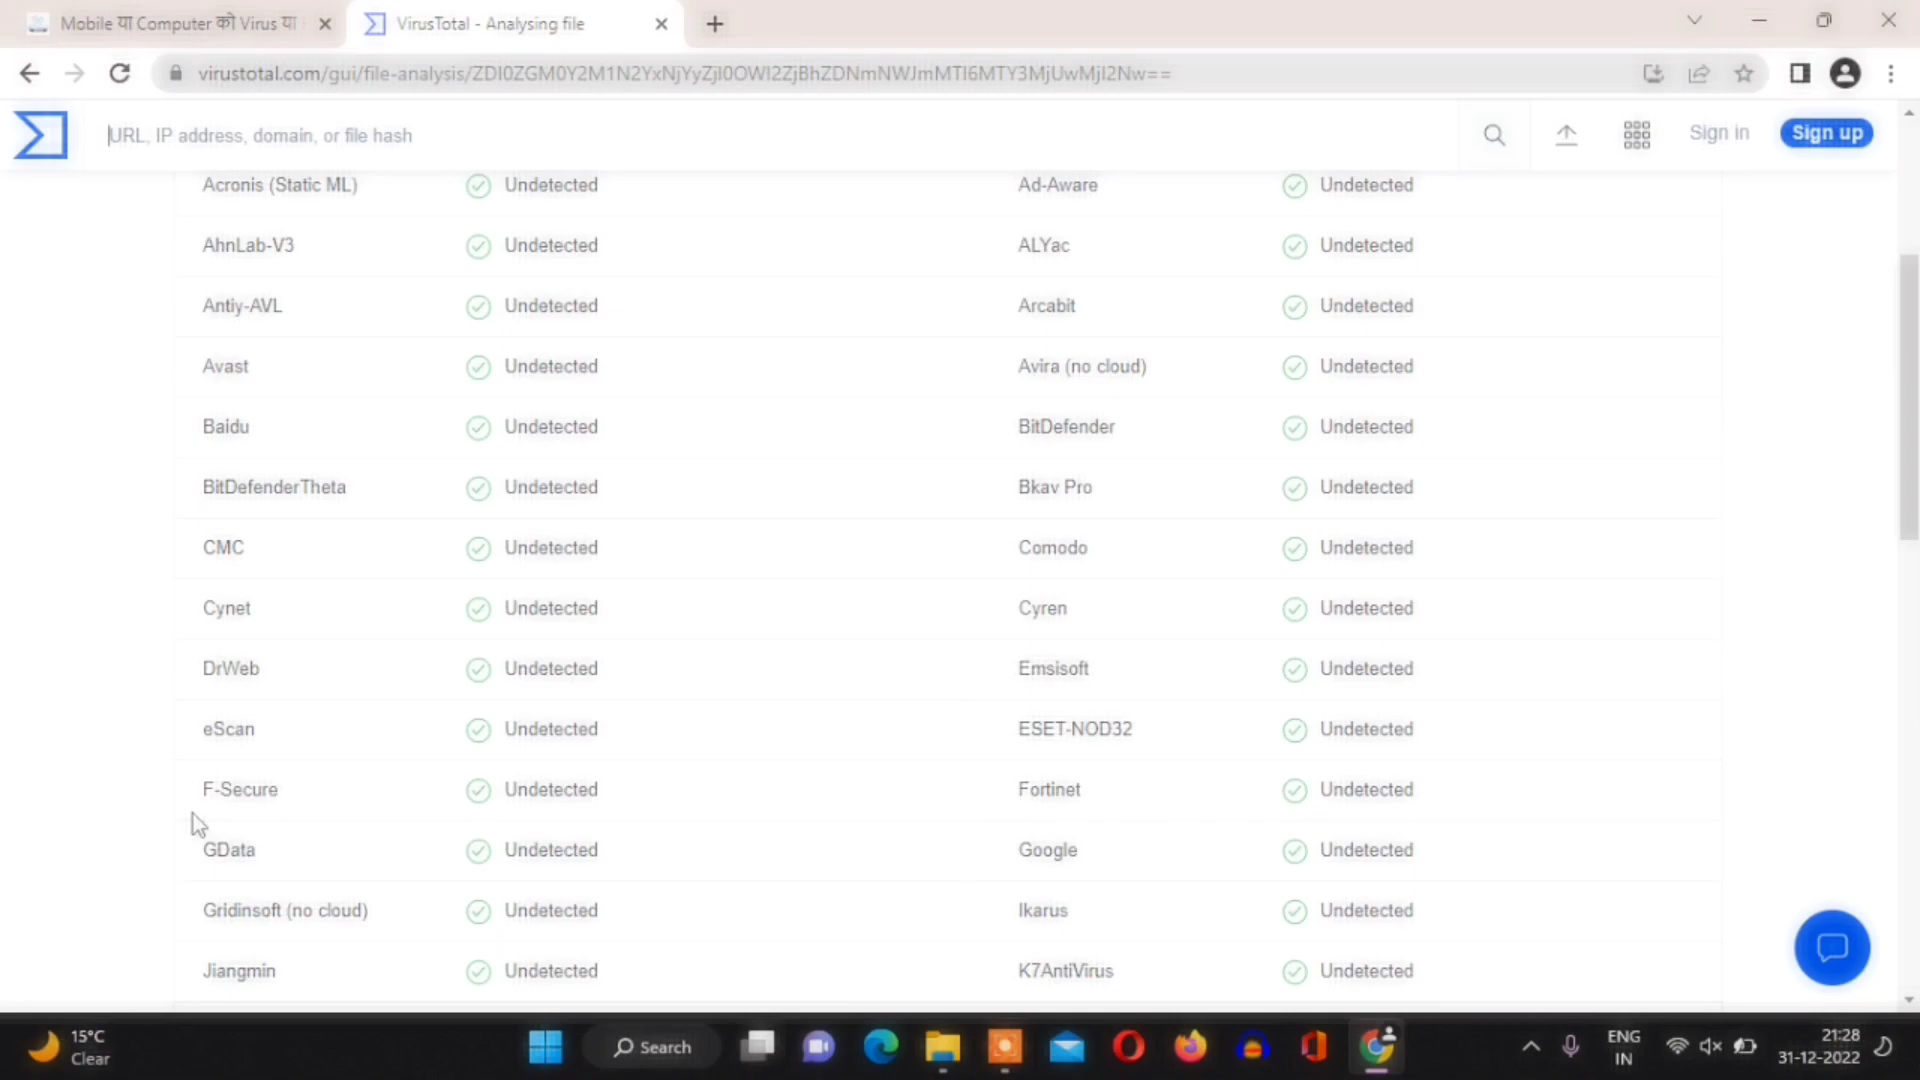 Mobile या Computer को Virus या
VirusTotal - Analysing file
virustotal.com/gui/file-analysis/ZDI0ZGM0Y2M1N2YxNjYyZjI0OWI2ZjBhZDNmNWJmMTI6MTY3MjUwMjI2Nw==
URL, IP address, domain, or file hash
Sign in
Sign up
Acronis (Static ML) Undetected Ad-Aware Undetected
AhnLab-V3 Undetected ALYac Undetected
Antiy-AVL Undetected Arcabit Undetected
Avast Undetected Avira (no cloud) Undetected
Baidu Undetected BitDefender Undetected
BitDefenderTheta Undetected Bkav Pro Undetected
CMC Undetected Comodo Undetected
Cynet Undetected Cyren Undetected
DrWeb Undetected Emsisoft Undetected
eScan Undetected ESET-NOD32 Undetected
F-Secure Undetected Fortinet Undetected
GData Undetected Google Undetected
Gridinsoft (no cloud) Undetected Ikarus Undetected
Jiangmin Undetected K7AntiVirus Undetected
15°C
Clear
Search
ENG
IN
21:28
31-12-2022